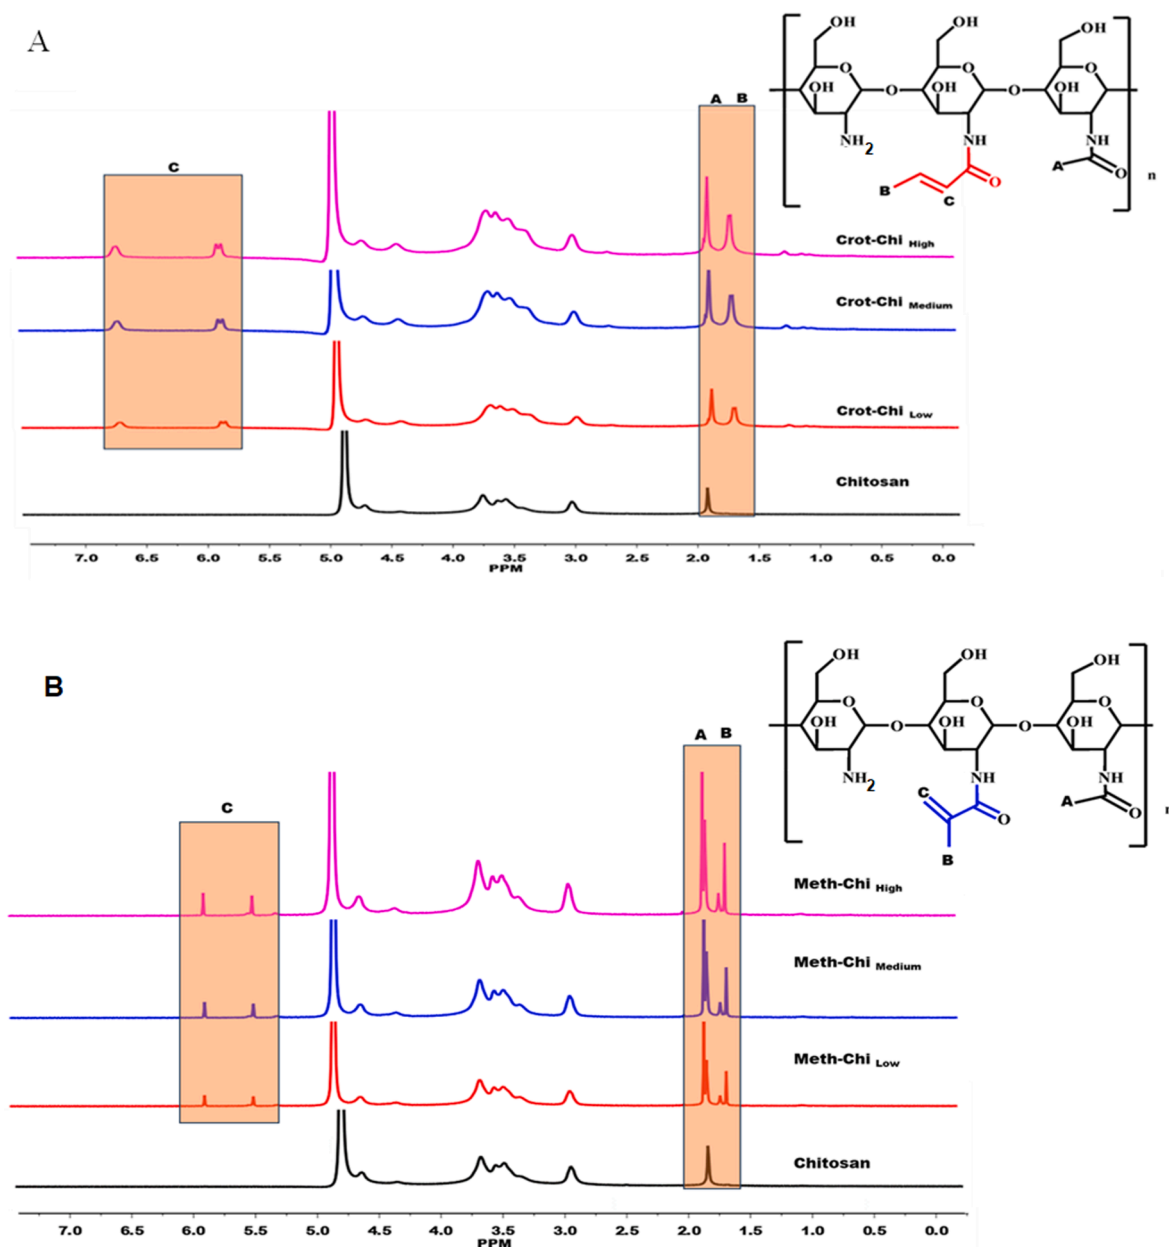 A
OH OH OH
O O O
OH O OH O OH
NH2 NH NH
B C O A O
n
A B
C
Crot-Chi High
Crot-Chi Medium
Crot-Chi Low
Chitosan
7.0 6.5 6.0 5.5 5.0 4.5 4.0 3.5 3.0 2.5 2.0 1.5 1.0 0.5 0.0
PPM
B
OH OH OH
O O O
OH O OH O OH
NH2 NH NH
C O A O
B
A B
C
Meth-Chi High
Meth-Chi Medium
Meth-Chi Low
Chitosan
7.0 6.5 6.0 5.5 5.0 4.5 4.0 3.5 3.0 2.5 2.0 1.5 1.0 0.5 0.0
PPM